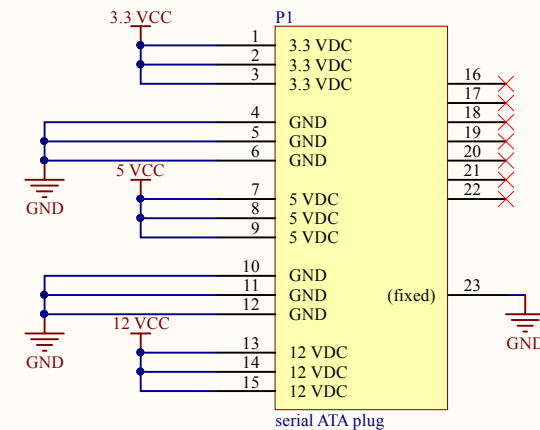 P1
3.3 VCC
1 3.3 VDC
2 3.3 VDC
3 3.3 VDC
16
17
4 GND
18
5 GND
19
6 GND
20
GND
5 VCC
21
7 5 VDC
22
8 5 VDC
9 5 VDC
10 GND
11 GND
(fixed) 23
12 GND
GND
12 VCC
GND
13 12 VDC
14 12 VDC
15 12 VDC
serial ATA plug